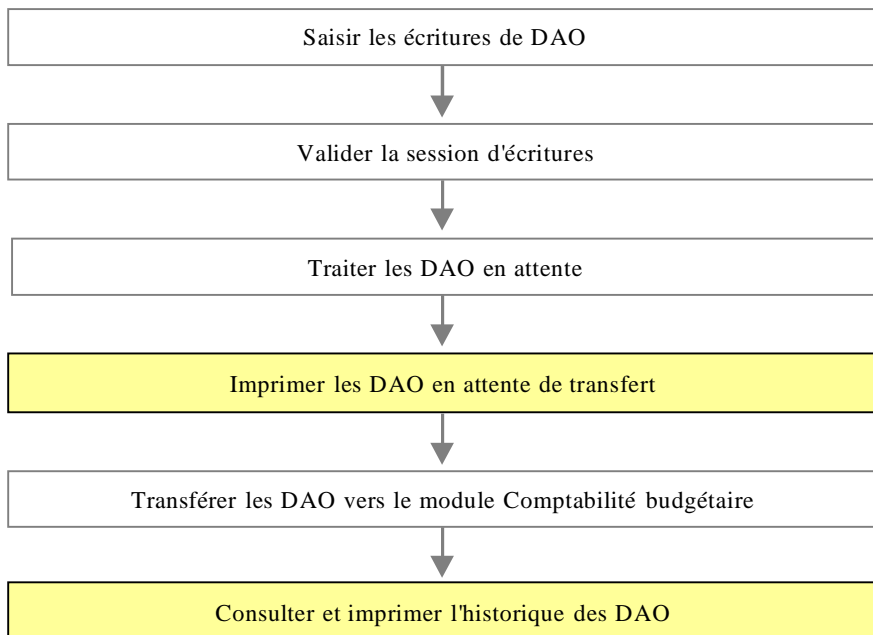 Saisir les écritures de DAO
Valider la session d'écritures
Traiter les DAO en attente
Imprimer les DAO en attente de transfert
Transférer les DAO vers le module Comptabilité budgétaire
Consulter et imprimer l'historique des DAO